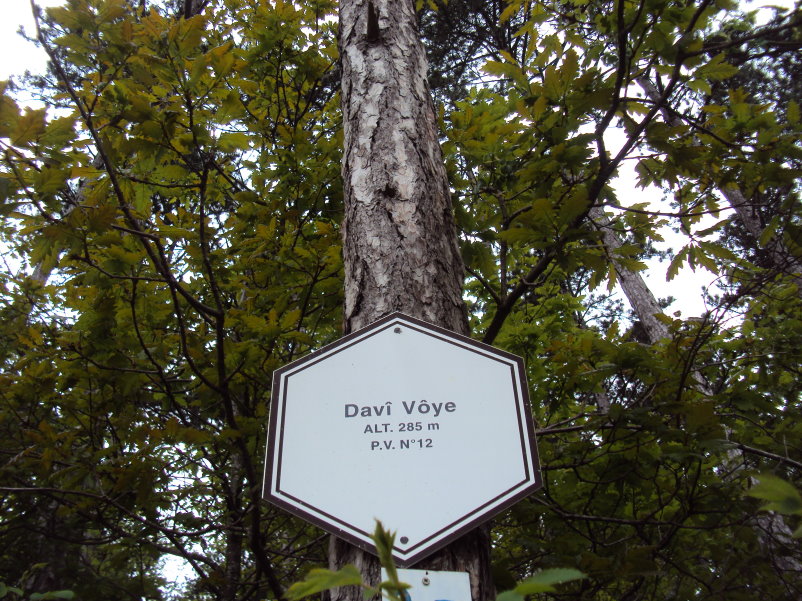 Davî Vôye
ALT. 285 m
P.V. N°12